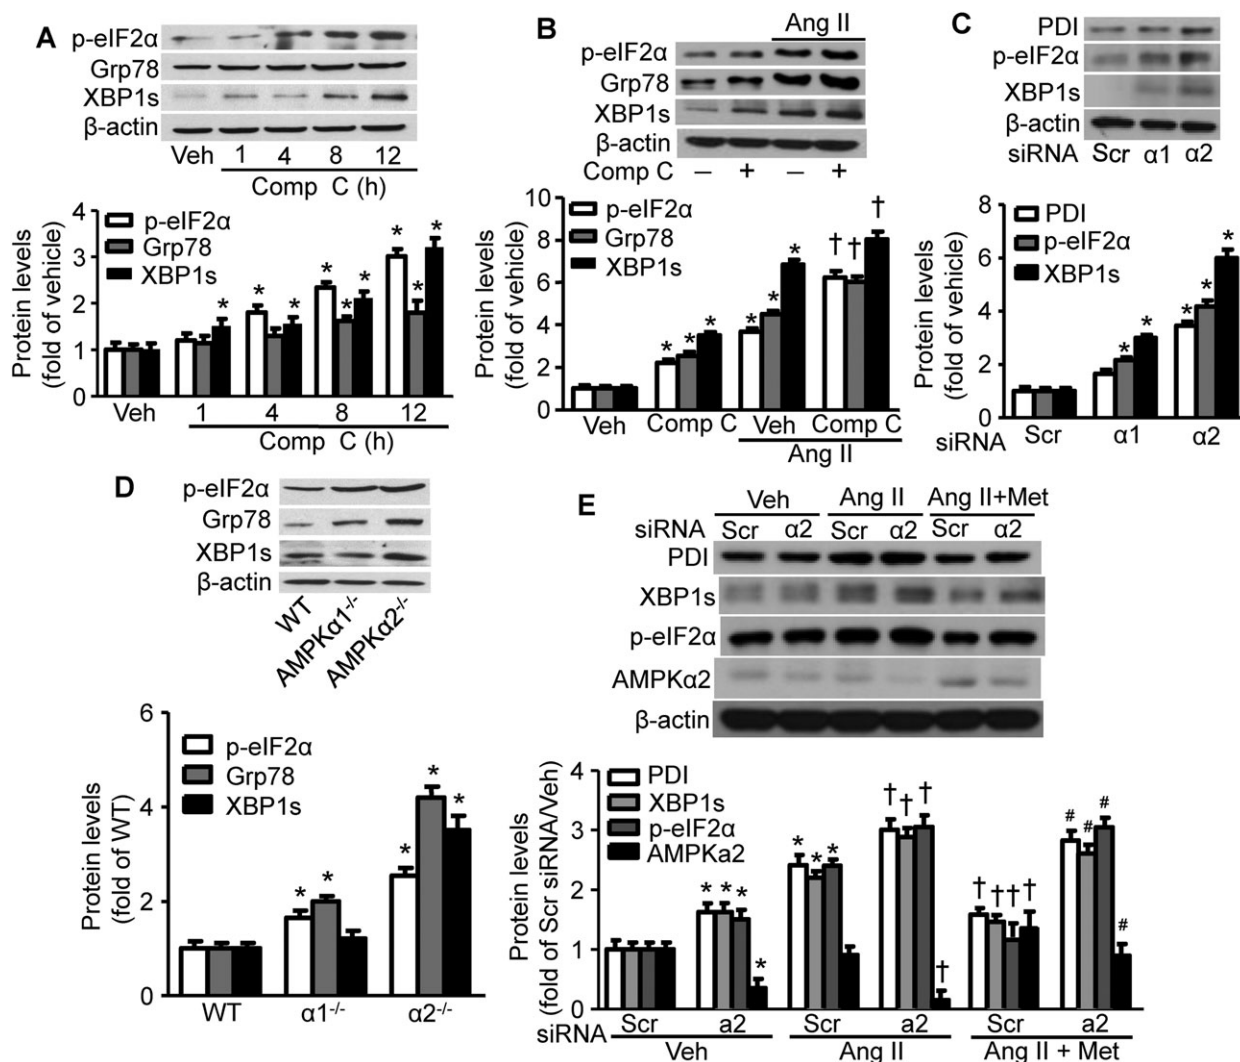 A
p-eIF2α
Grp78
XBP1s
β-actin
Veh 1 4 8 12
Comp C (h)
Protein levels
(fold of vehicle)
4
3
2
1
0
p-eIF2α
Grp78
XBP1s
* * * * * * * * *
Veh 1 4 8 12
Comp C (h)
B
Ang II
p-eIF2α
Grp78
XBP1s
β-actin
Comp C – + – +
Protein levels
(fold of vehicle)
10
8
6
4
2
0
p-eIF2α
Grp78
XBP1s
* * * * * * † † †
Veh Comp C Veh Comp C
Ang II
C
PDI
p-eIF2α
XBP1s
β-actin
siRNA Scr α1 α2
Protein levels
(fold of vehicle)
8
6
4
2
0
PDI
p-eIF2α
XBP1s
* * * * *
siRNA Scr α1 α2
D
p-eIF2α
Grp78
XBP1s
β-actin
WT
AMPKα1-/-
AMPKα2-/-
Protein levels
(fold of WT)
6
4
2
0
p-eIF2α
Grp78
XBP1s
* * * * *
WT α1-/- α2-/-
E
Veh Ang II Ang II+Met
siRNA Scr α2 Scr α2 Scr α2
PDI
XBP1s
p-eIF2α
AMPKα2
β-actin
Protein levels
(fold of Scr siRNA/Veh)
4
3
2
1
0
PDI
XBP1s
p-eIF2α
AMPKa2
* * * * * * * † † † † † † † † # # # #
siRNA Scr a2 Scr a2 Scr a2
Veh Ang II Ang II + Met